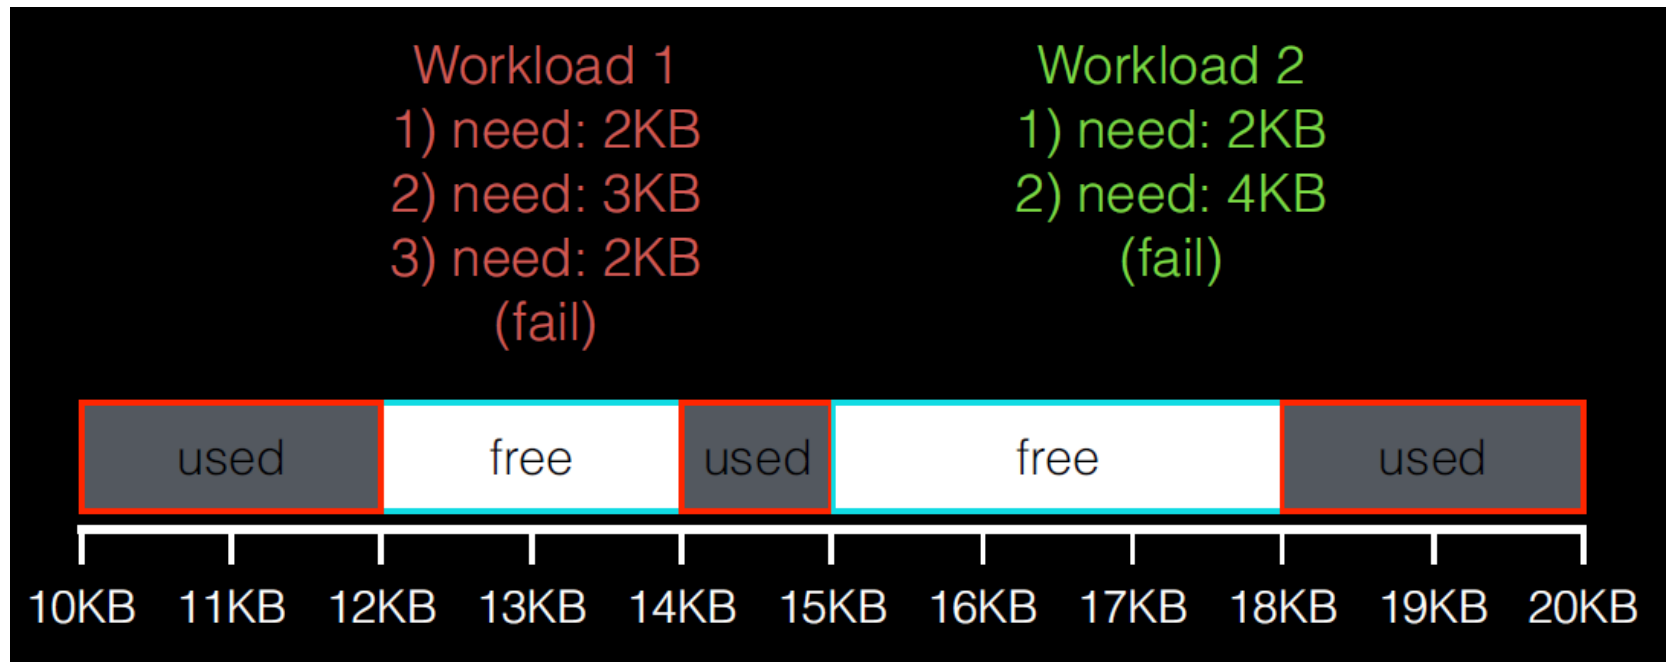 Workload 1
1) need: 2KB
2) need: 3KB
3) need: 2KB
(fail)
Workload 2
1) need: 2KB
2) need: 4KB
(fail)
used free used free used
10KB 11KB 12KB 13KB 14KB 15KB 16KB 17KB 18KB 19KB 20KB